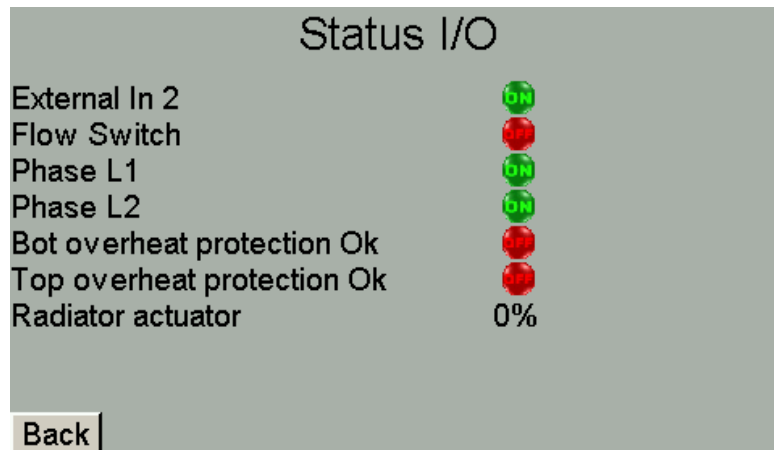 Status I/O
External In 2 ON
Flow Switch OFF
Phase L1 ON
Phase L2 ON
Bot overheat protection Ok OFF
Top overheat protection Ok OFF
Radiator actuator 0%
Back